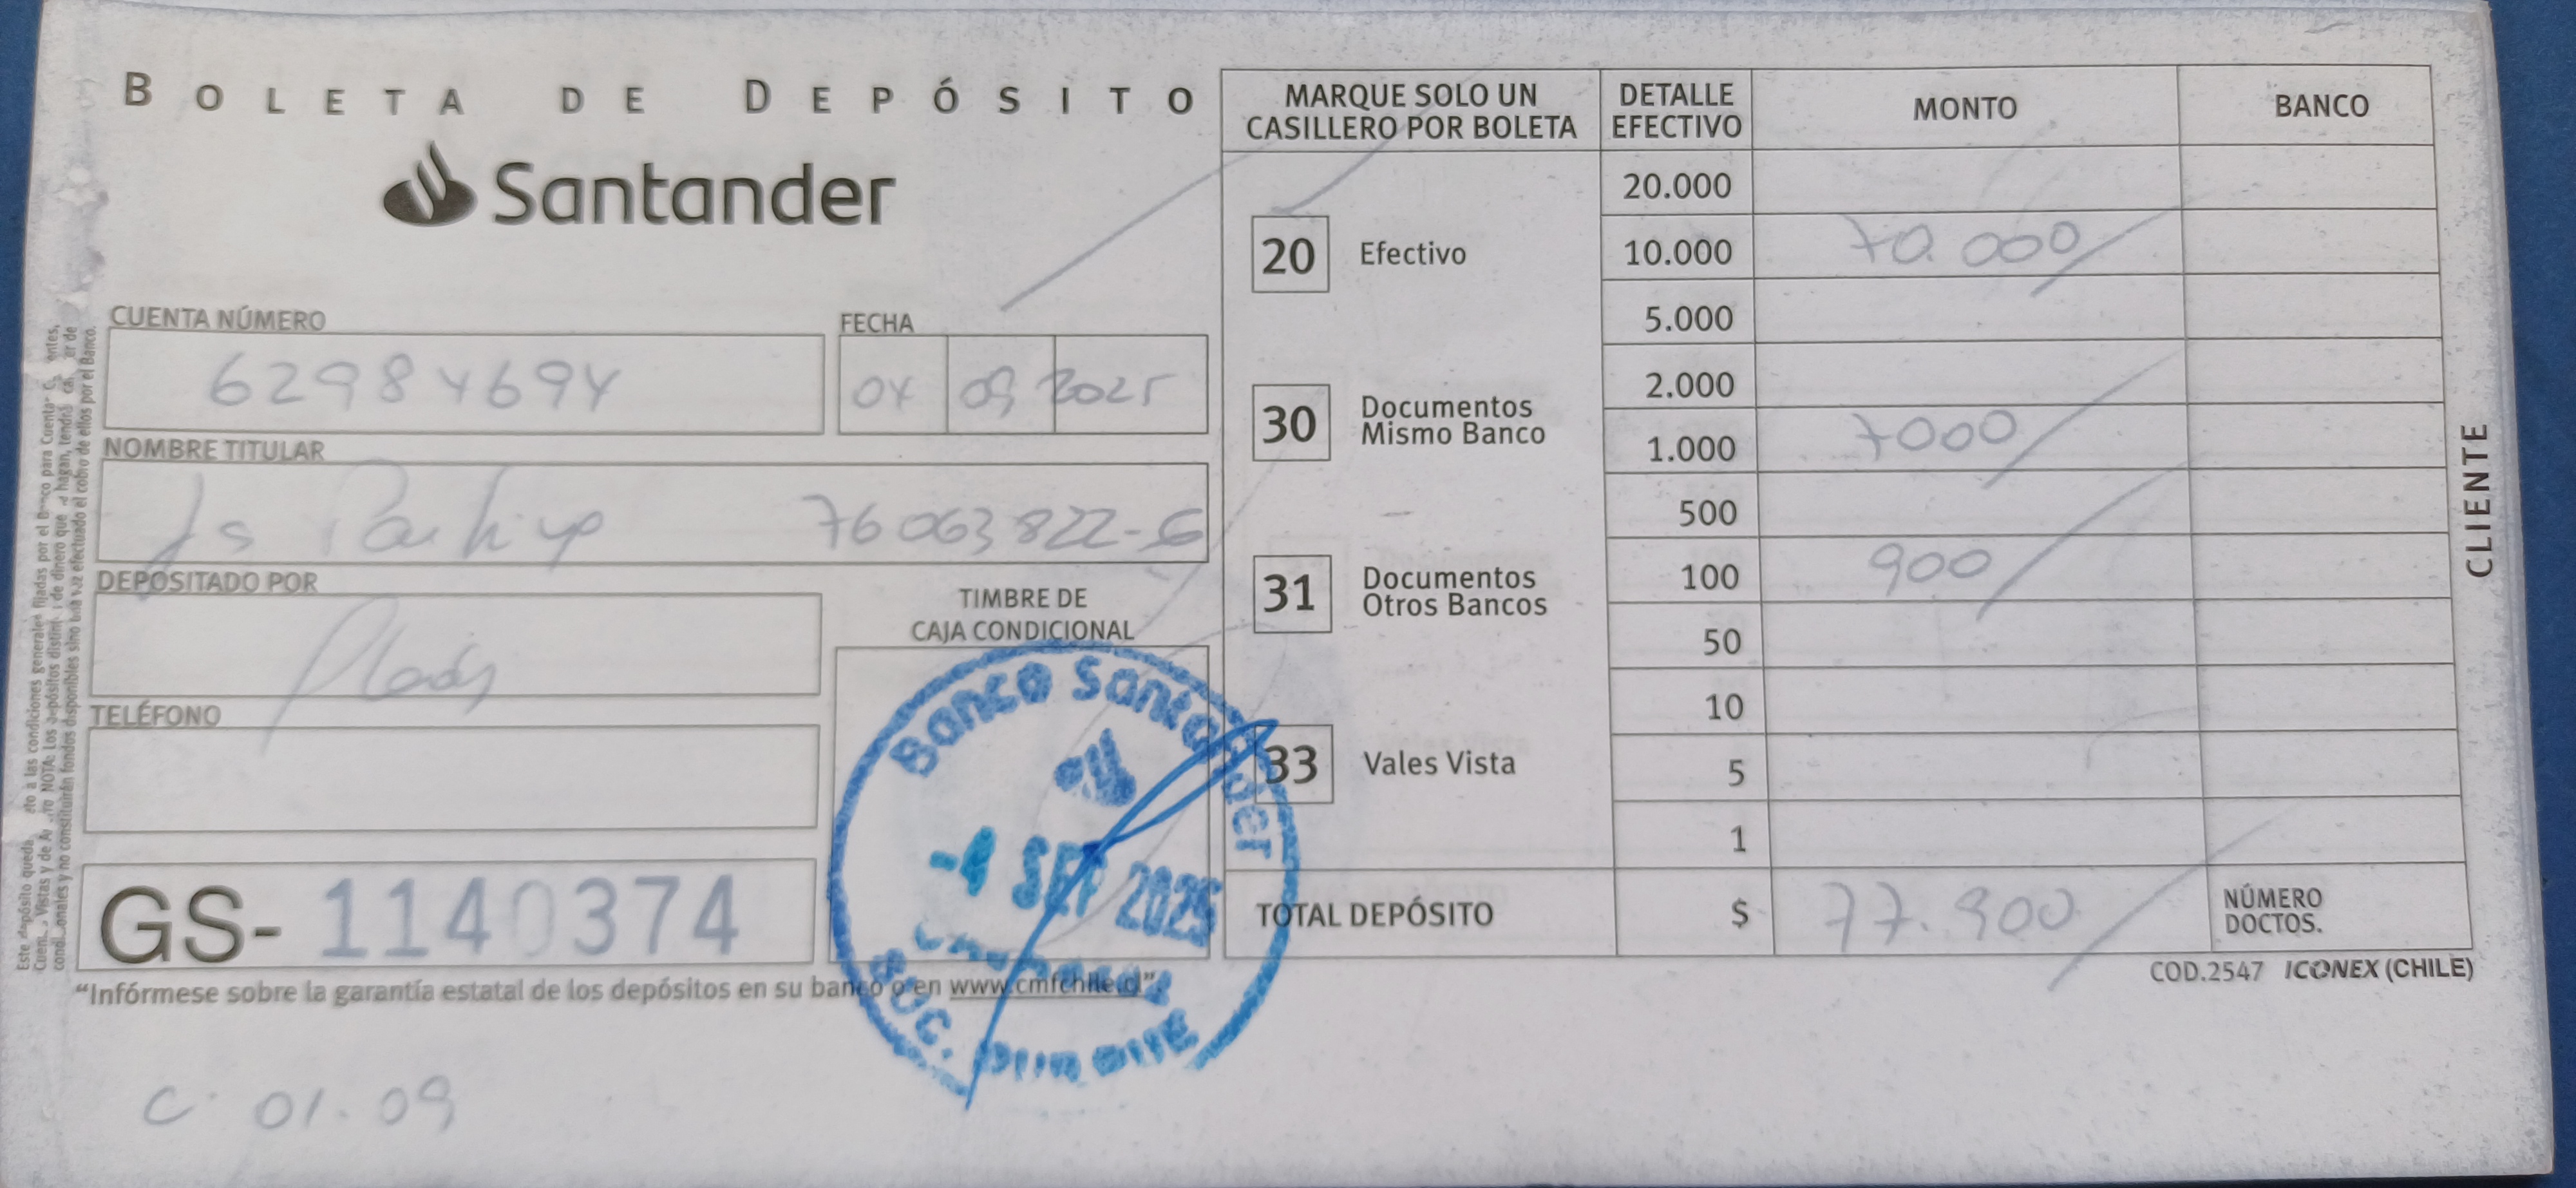 BOLETA DE DEPÓSITO
Santander
CUENTA NÚMERO
62984694
FECHA
04 09 2025
NOMBRE TITULAR
Js Parking 76063822-6
DEPOSITADO POR
TELÉFONO
TIMBRE DE
CAJA CONDICIONAL
Banco Santander
-4 SEP 2025
SUC.
GS- 1140374
"Infórmese sobre la garantía estatal de los depósitos en su banco o en www.cmfchile.cl".
C. 01.09
MARQUE SOLO UN
CASILLERO POR BOLETA
20 Efectivo
30 Documentos
Mismo Banco
31 Documentos
Otros Bancos
33 Vales Vista
DETALLE
EFECTIVO MONTO BANCO
20.000
10.000 70.000
5.000
2.000
1.000 7000
500
100 900
50
10
5
1
TOTAL DEPÓSITO $ 77.900 NÚMERO
DOCTOS.
COD.2547 ICONEX (CHILE)
CLIENTE